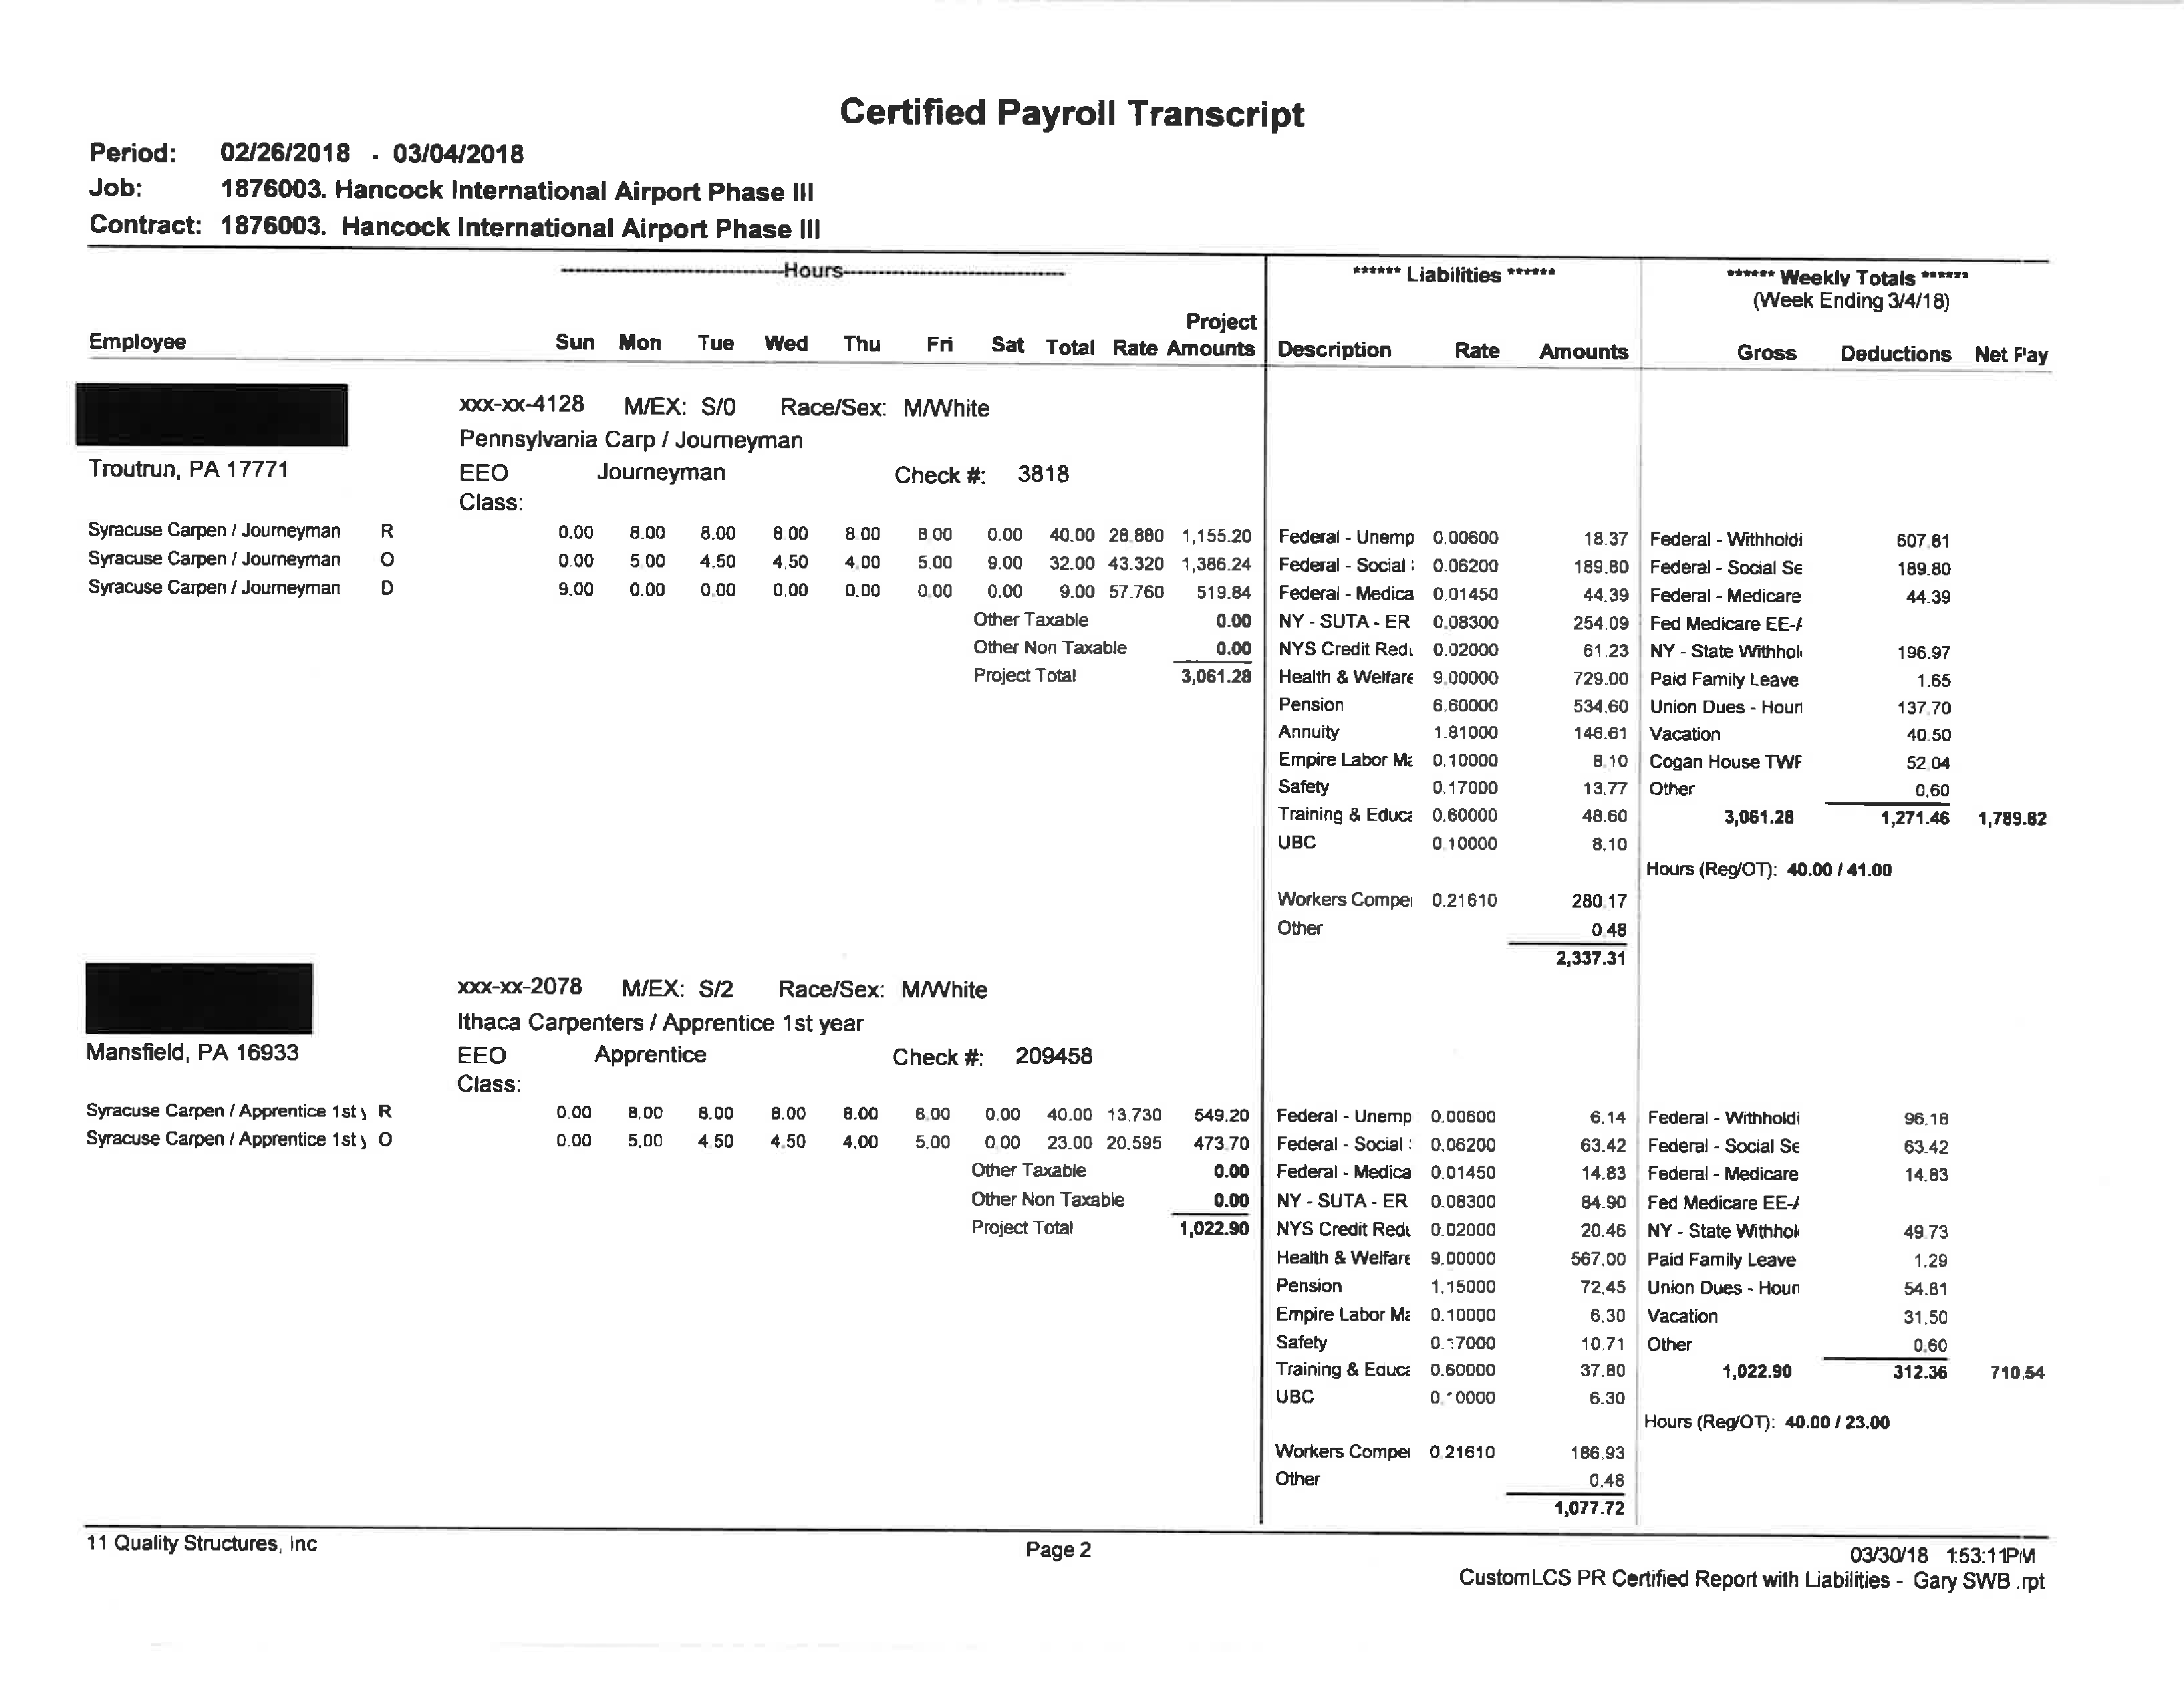 Certified Payroll Transcript
Period: 02/26/2018 - 03/04/2018
Job: 1876003. Hancock International Airport Phase III
Contract: 1876003. Hancock International Airport Phase III
Hours ****** Liabilities ****** ****** Weekly Totals ******
(Week Ending 3/4/18)
Project
Employee Sun Mon Tue Wed Thu Fri Sat Total Rate Amounts Description Rate Amounts Gross Deductions Net Pay
xxx-xx-4128 M/EX: S/0 Race/Sex: M/White
Pennsylvania Carp / Journeyman
Troutrun, PA 17771 EEO Journeyman Check #: 3818
Class:
Syracuse Carpen / Journeyman R 0.00 8.00 8.00 8.00 8.00 8.00 0.00 40.00 28.880 1,155.20 Federal - Unemp 0.00600 18.37 Federal - Withholdi 607.81
Syracuse Carpen / Journeyman O 0.00 5.00 4.50 4.50 4.00 5.00 9.00 32.00 43.320 1,386.24 Federal - Social : 0.06200 189.80 Federal - Social Se 189.80
Syracuse Carpen / Journeyman D 9.00 0.00 0.00 0.00 0.00 0.00 0.00 9.00 57.760 519.84 Federal - Medica 0.01450 44.39 Federal - Medicare 44.39
Other Taxable 0.00 NY - SUTA - ER 0.08300 254.09 Fed Medicare EE-A
Other Non Taxable 0.00 NYS Credit Redu 0.02000 61.23 NY - State Withhol 196.97
Project Total 3,061.28 Health & Welfare 9.00000 729.00 Paid Family Leave 1.65
Pension 6.60000 534.60 Union Dues - Hourl 137.70
Annuity 1.81000 146.61 Vacation 40.50
Empire Labor Ma 0.10000 8.10 Cogan House TWF 52.04
Safety 0.17000 13.77 Other 0.60
Training & Educa 0.60000 48.60 3,061.28 1,271.46 1,789.82
UBC 0.10000 8.10
Hours (Reg/OT): 40.00 / 41.00
Workers Compe 0.21610 280.17
Other 0.48
2,337.31
xxx-xx-2078 M/EX: S/2 Race/Sex: M/White
Ithaca Carpenters / Apprentice 1st year
Mansfield, PA 16933 EEO Apprentice Check #: 209458
Class:
Syracuse Carpen / Apprentice 1st y R 0.00 8.00 8.00 8.00 8.00 8.00 0.00 40.00 13.730 549.20 Federal - Unemp 0.00600 6.14 Federal - Withholdi 96.18
Syracuse Carpen / Apprentice 1st y O 0.00 5.00 4.50 4.50 4.00 5.00 0.00 23.00 20.595 473.70 Federal - Social : 0.06200 63.42 Federal - Social Se 63.42
Other Taxable 0.00 Federal - Medica 0.01450 14.83 Federal - Medicare 14.83
Other Non Taxable 0.00 NY - SUTA - ER 0.08300 84.90 Fed Medicare EE-A
Project Total 1,022.90 NYS Credit Redu 0.02000 20.46 NY - State Withhol 49.73
Health & Welfare 9.00000 567.00 Paid Family Leave 1.29
Pension 1.15000 72.45 Union Dues - Hour 54.81
Empire Labor Ma 0.10000 6.30 Vacation 31.50
Safety 0.17000 10.71 Other 0.60
Training & Educa 0.60000 37.80 1,022.90 312.36 710.54
UBC 0.10000 6.30
Hours (Reg/OT): 40.00 / 23.00
Workers Compe 0.21610 186.93
Other 0.48
1,077.72
11 Quality Structures, Inc Page 2 03/30/18 1:53:11PM
CustomLCS PR Certified Report with Liabilities - Gary SWB .rpt